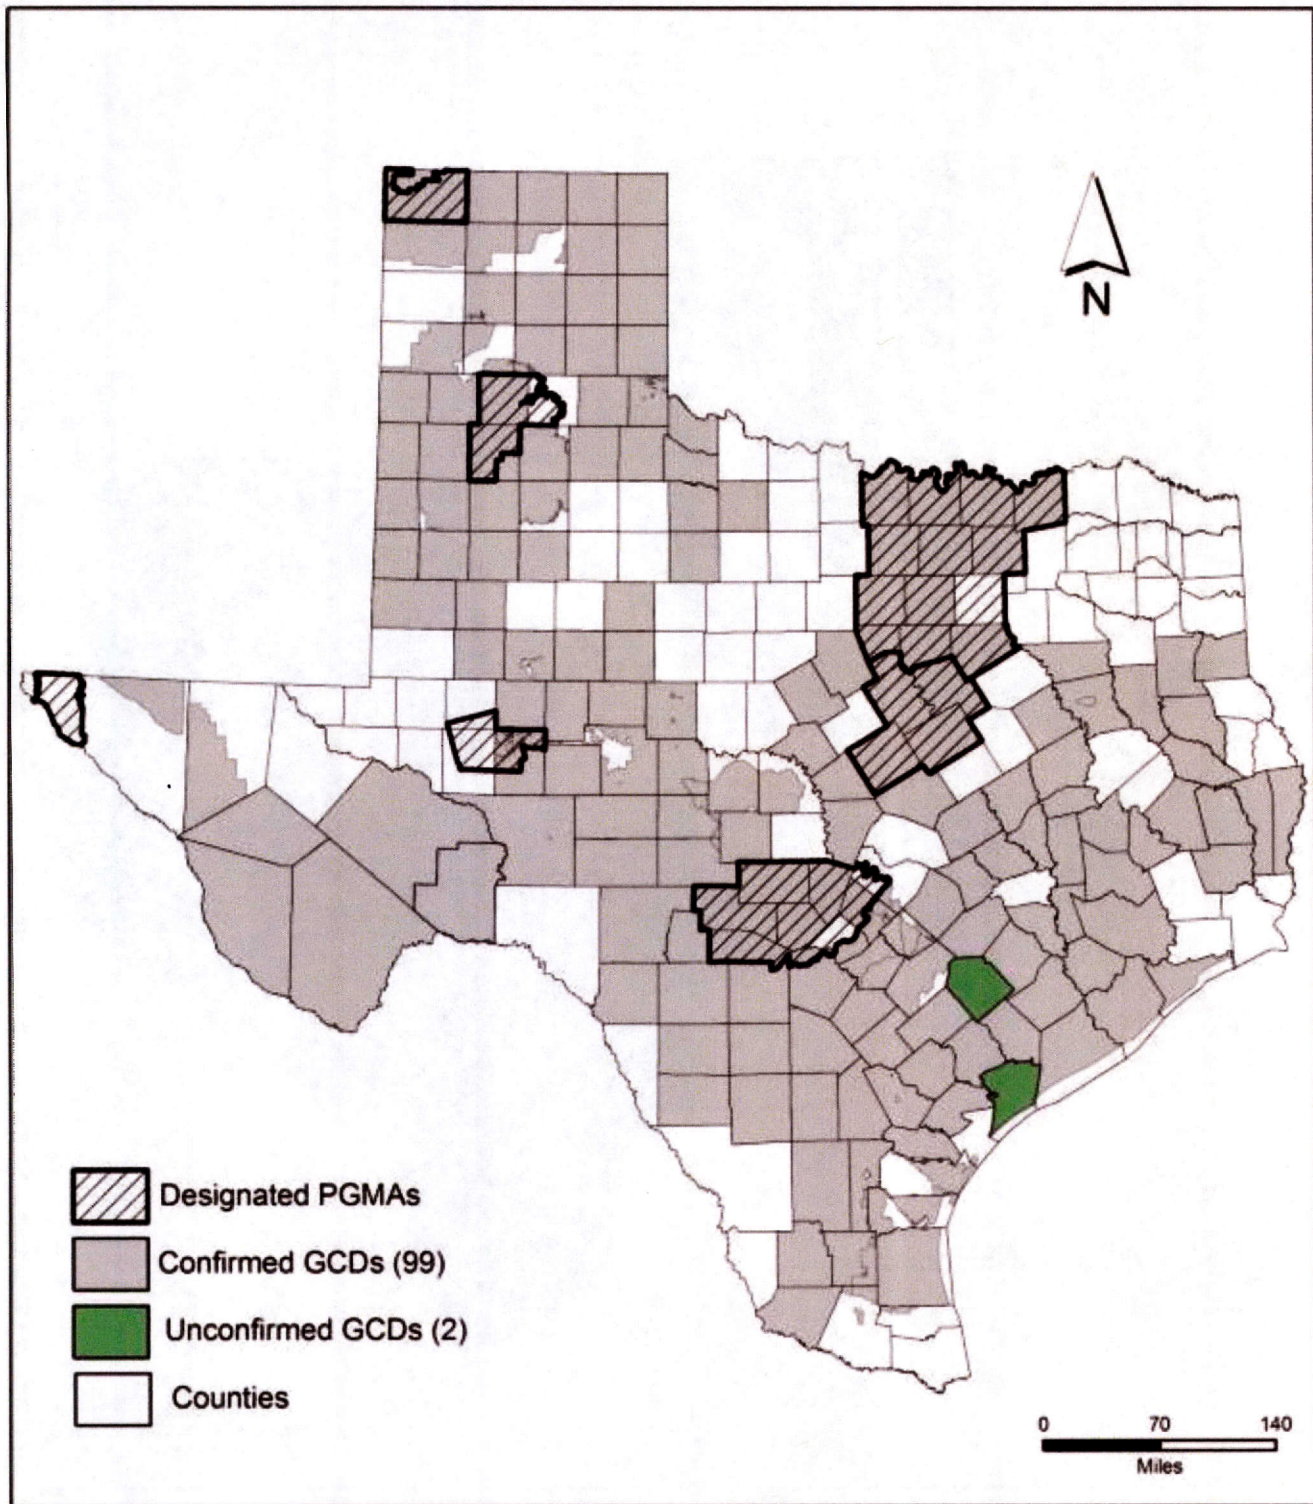 N
Designated PGMAs
Confirmed GCDs (99)
Unconfirmed GCDs (2)
Counties
0 70 140
Miles